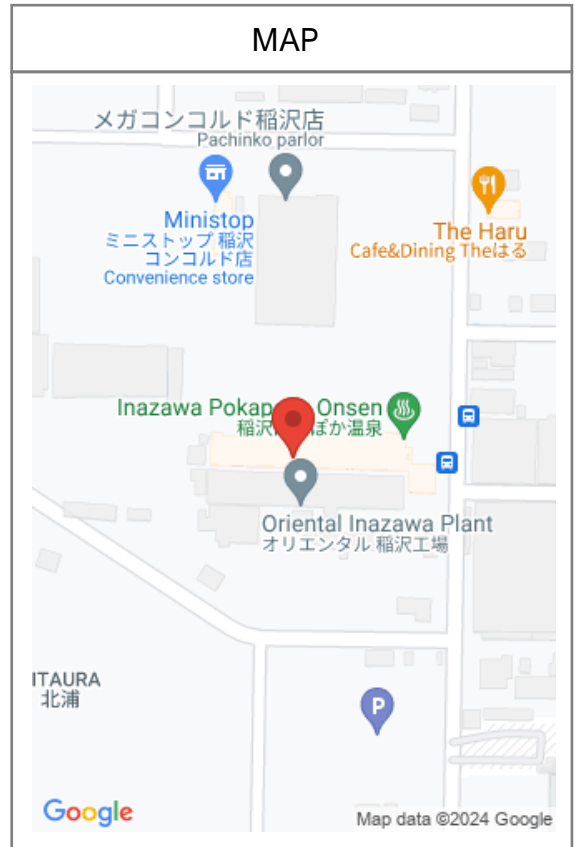 MAP
メガコンコルド稲沢店
Pachinko parlor
Ministop
ミニストップ 稲沢
コンコルド店
Convenience store
The Haru
Cafe&Dining Theはる
Inazawa Onsen
稲沢 温泉
Oriental Inazawa Plant
オリエンタル 稲沢工場
ITAURA
北浦
P
Google
Map data ©2024 Google